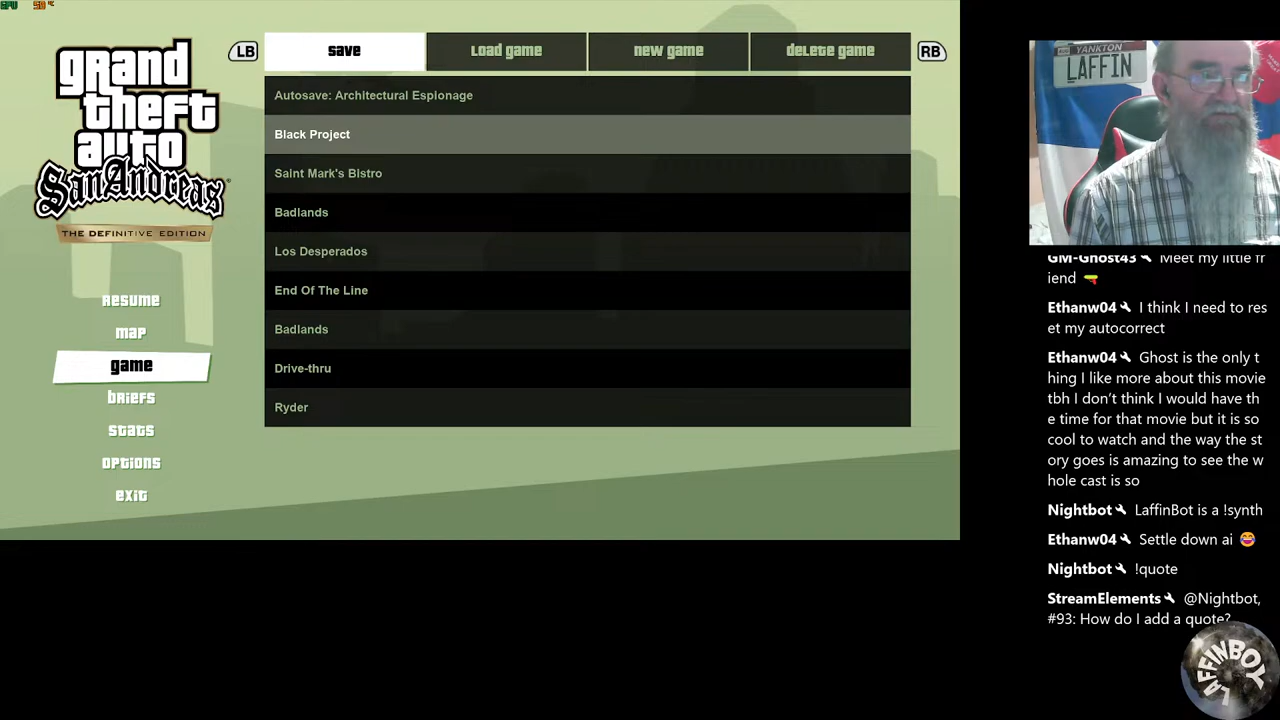 GPU 50 °C
grand
theft
auto
San Andreas
THE DEFINITIVE EDITION
LB
save
Load game
new game
delete game
RB
Autosave: Architectural Espionage
Black Project
Saint Mark's Bistro
Badlands
Los Desperados
End Of The Line
Badlands
Drive-thru
Ryder
Resume
map
game
briefs
stats
options
exit
YANKTON
LAFFIN
GM-Ghost43 Meet my little fr
iend
Ethanw04 I think I need to res
et my autocorrect
Ethanw04 Ghost is the only t
hing I like more about this movie
tbh I don't think I would have th
e time for that movie but it is so
cool to watch and the way the st
ory goes is amazing to see the w
hole cast is so
Nightbot LaffinBot is a !synth
Ethanw04 Settle down ai 😂
Nightbot !quote
StreamElements @Nightbot,
#93: How do I add a quote?
LAFFINBOY